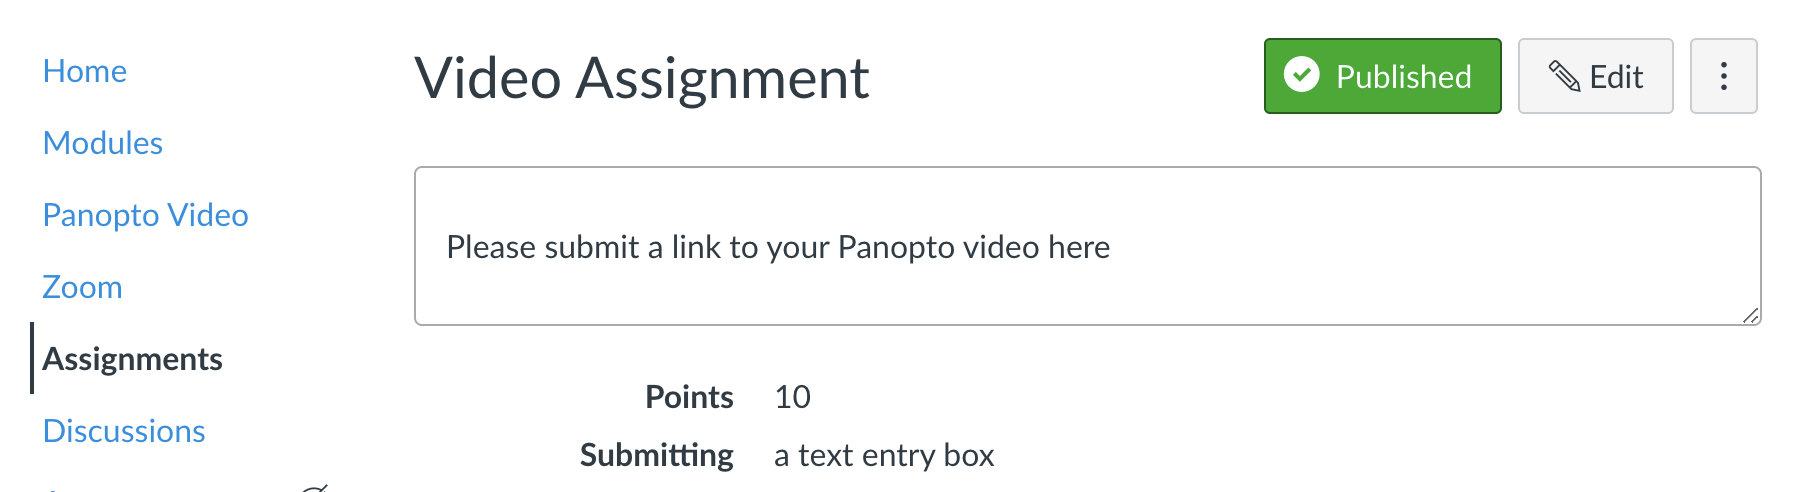 Home
Modules
Panopto Video
Zoom
Assignments
Discussions
Video Assignment
Published
Edit
Please submit a link to your Panopto video here
Points 10
Submitting a text entry box